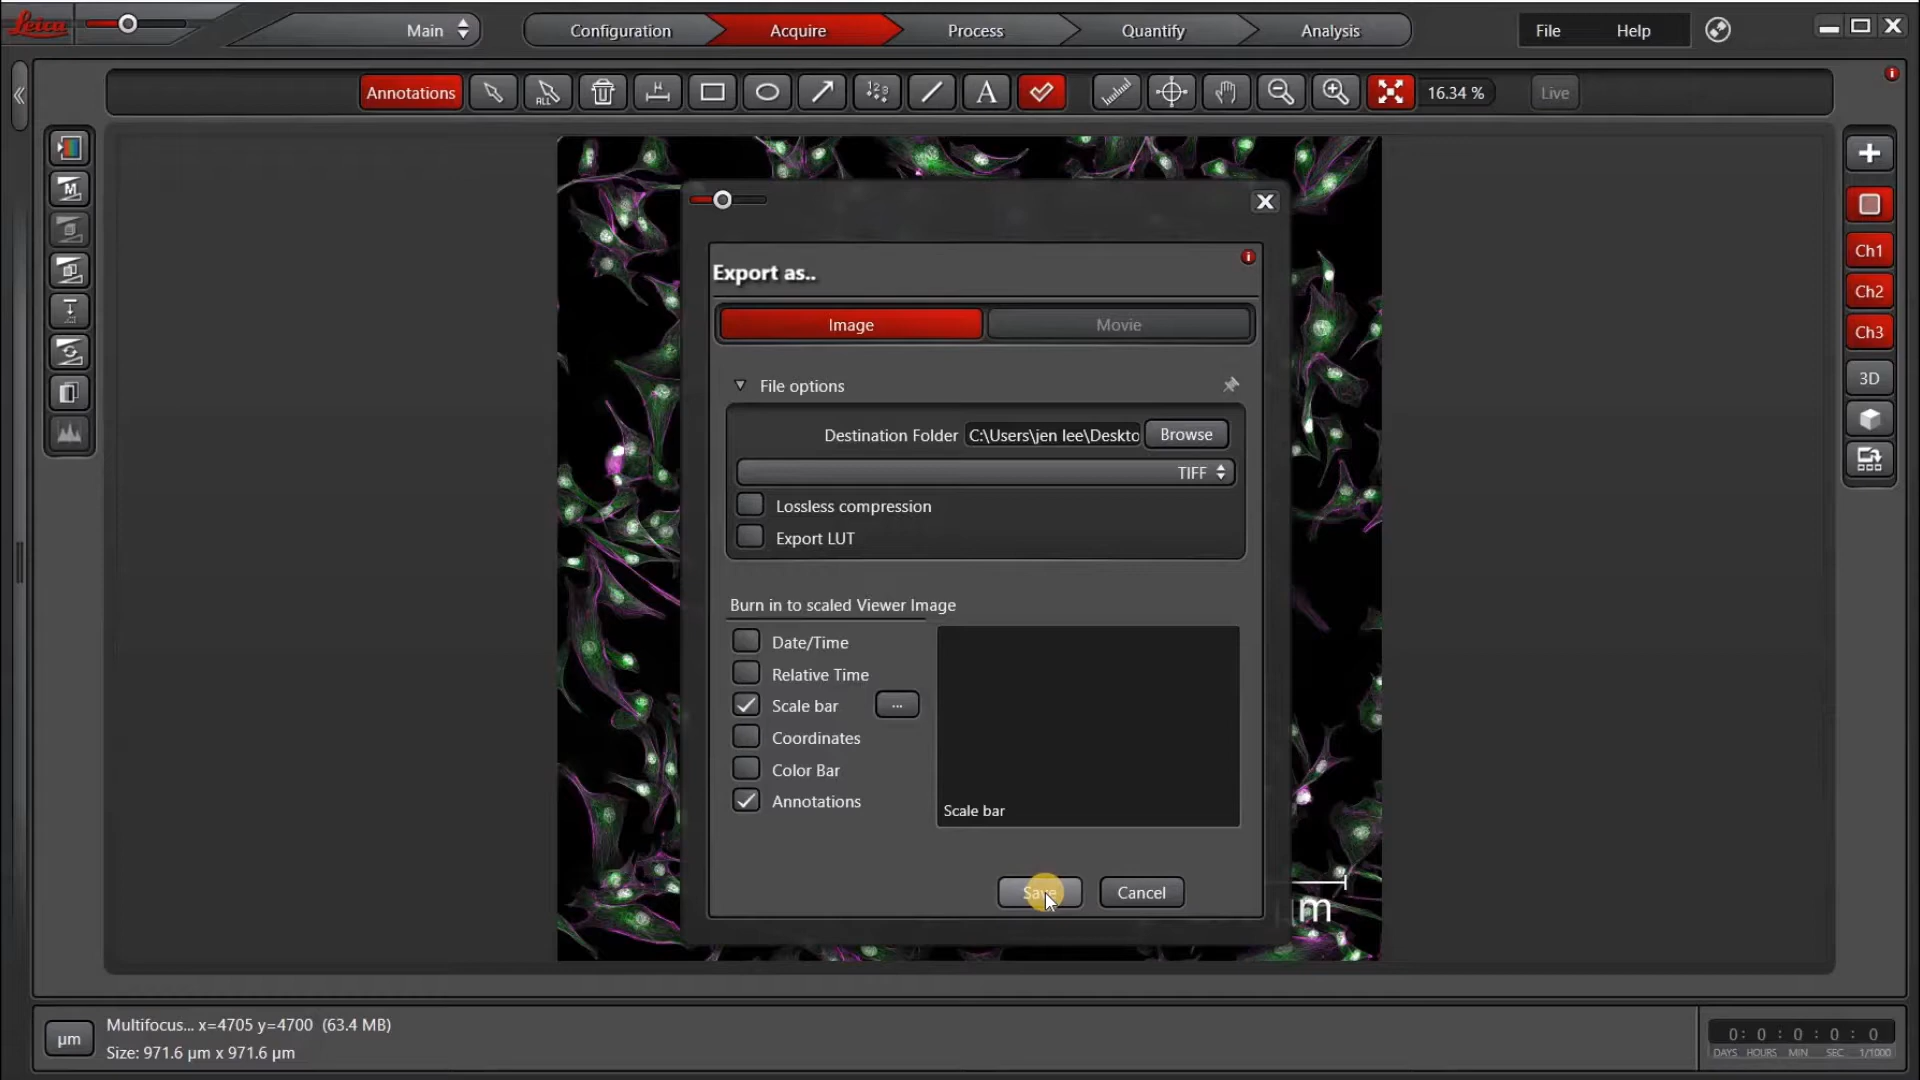 Leica
Main
Configuration
Acquire
Process
Quantify
Analysis
File
Help
Annotations
ALL
H
123
A
16.34 %
Live
M
Ch1
Ch2
Ch3
3D
Export as..
Image
Movie
File options
Destination Folder C:\Users\jen lee\Deskto Browse
TIFF
Lossless compression
Export LUT
Burn in to scaled Viewer Image
Date/Time
Relative Time
Scale bar ...
Coordinates
Color Bar
Annotations
Scale bar
Save
Cancel
m
µm
Multifocus... x=4705 y=4700 (63.4 MB)
Size: 971.6 µm x 971.6 µm
0: 0 : 0 : 0 : 0
DAYS HOURS MIN SEC 1/1000